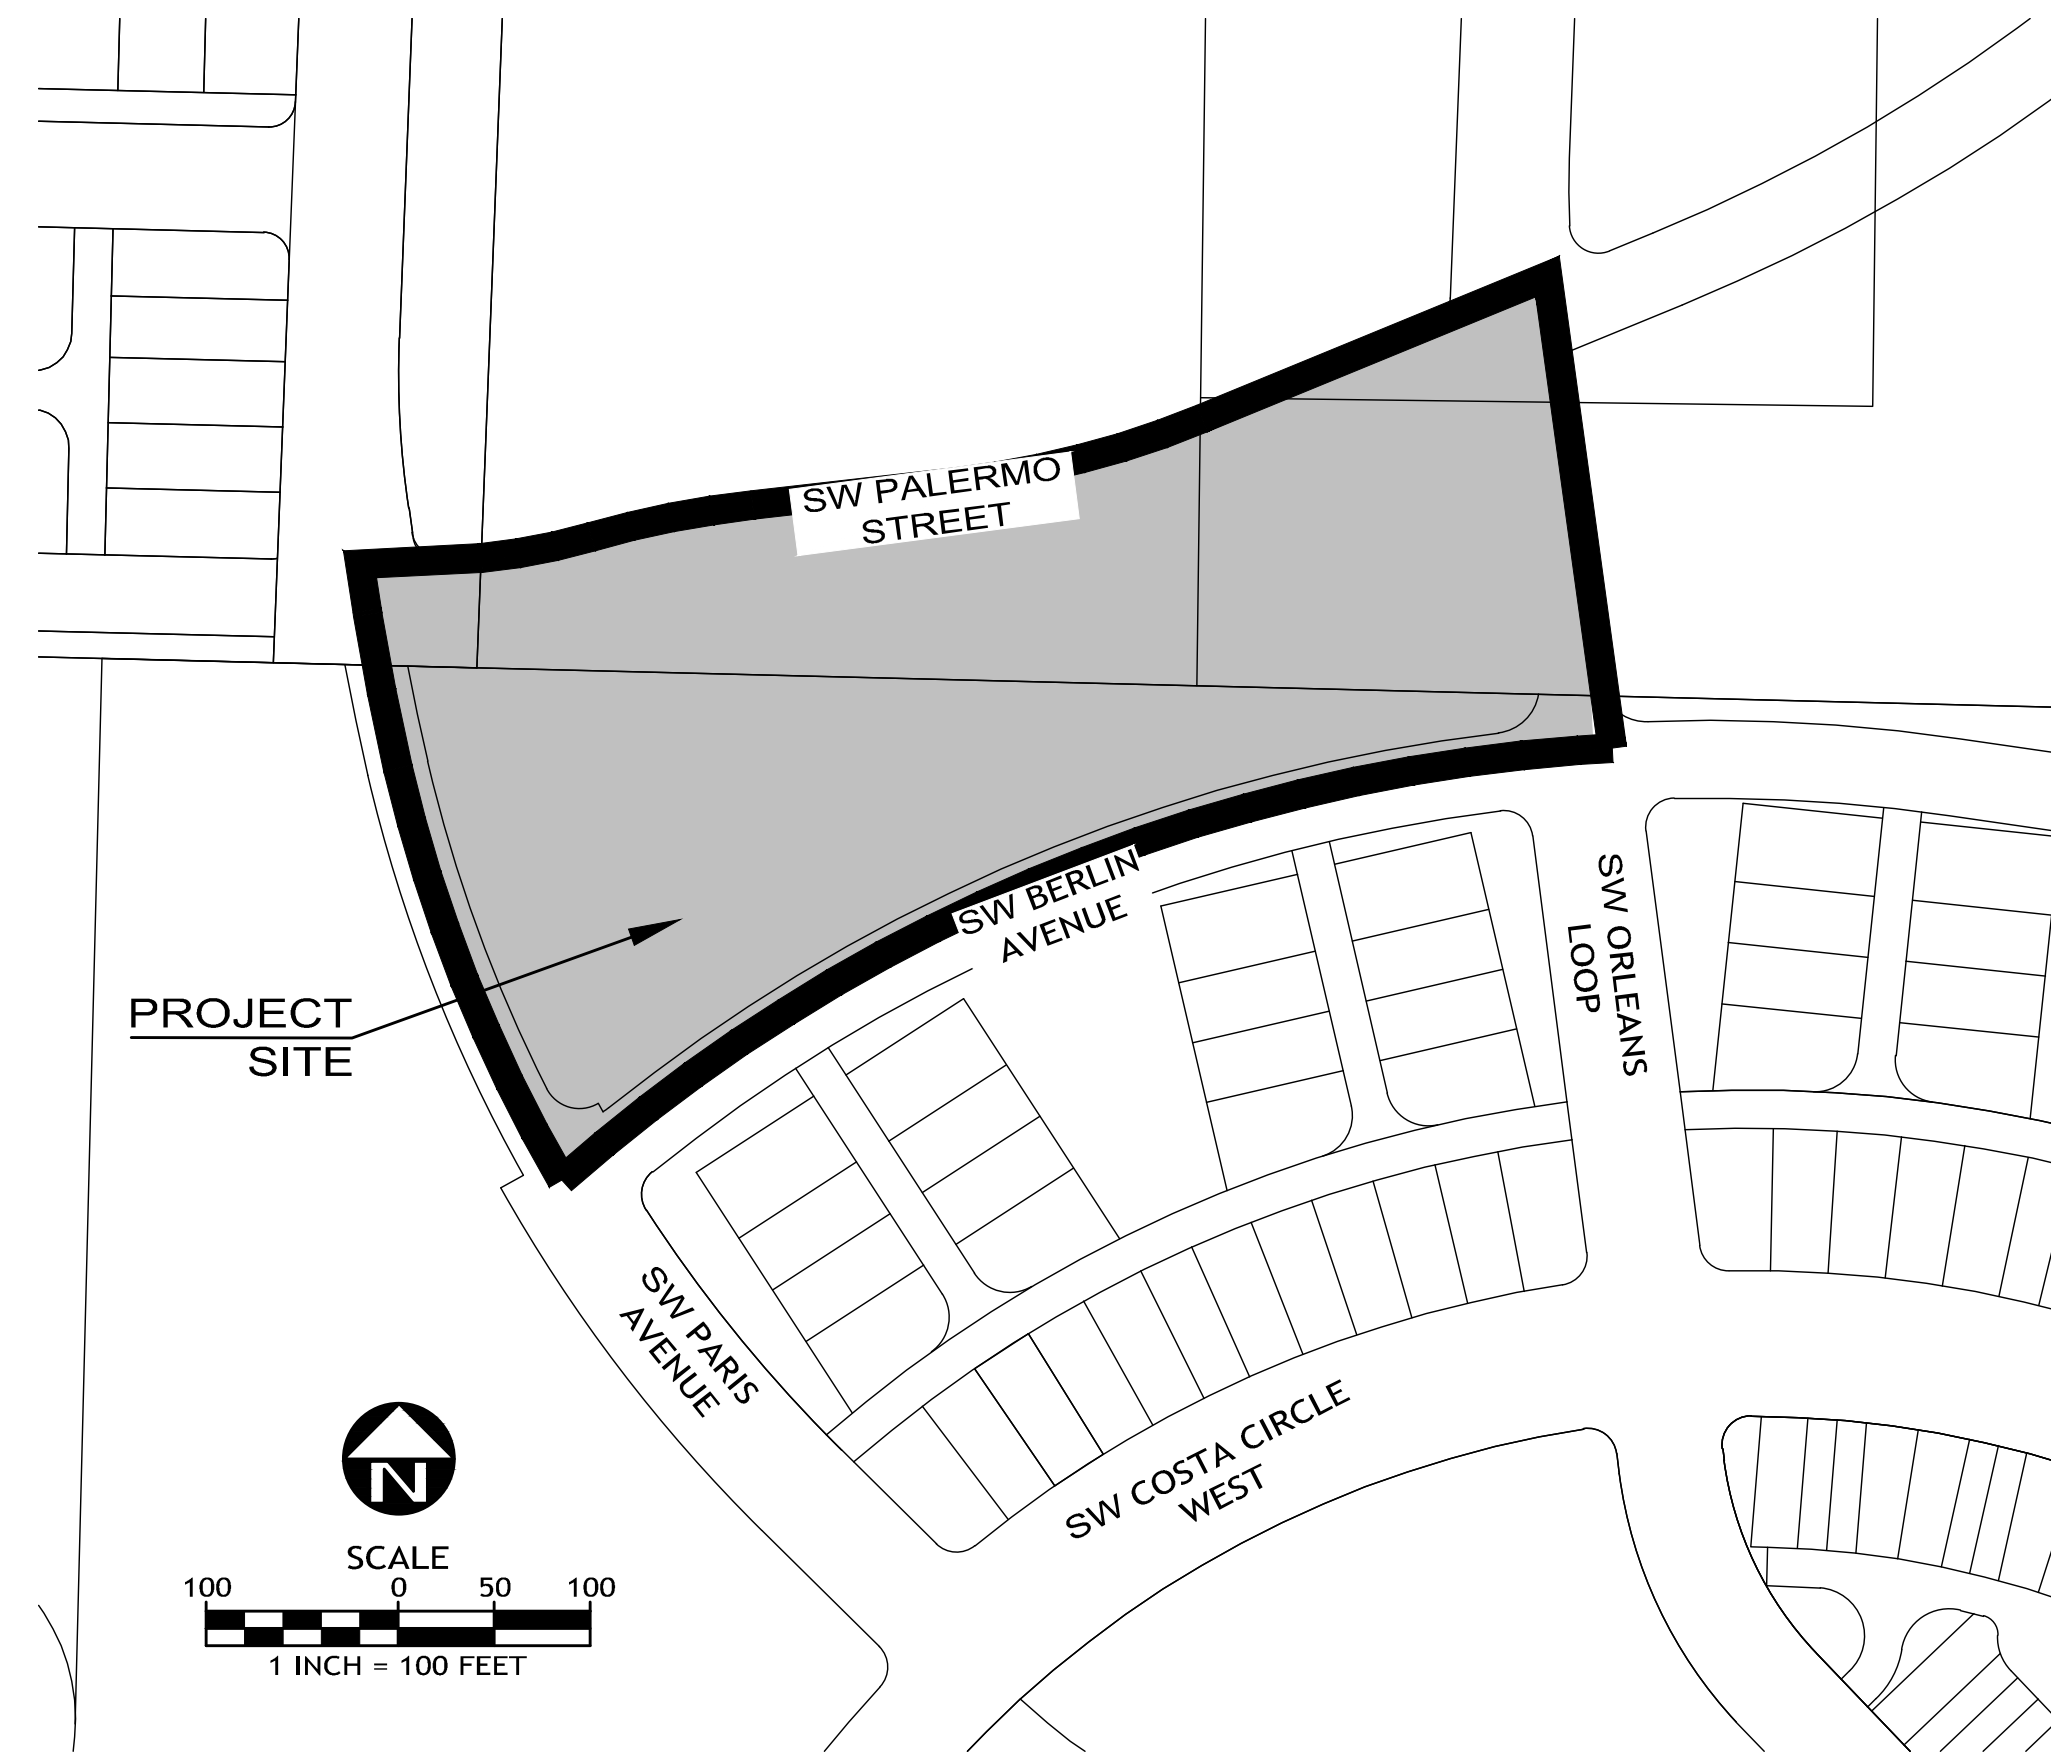 SW PALERMO
STREET
SW BERLIN
AVENUE
SW ORLEANS
LOOP
PROJECT
SITE
SW PARIS
AVENUE
SW COSTA CIRCLE
WEST
N
SCALE
100 0 50 100
1 INCH = 100 FEET